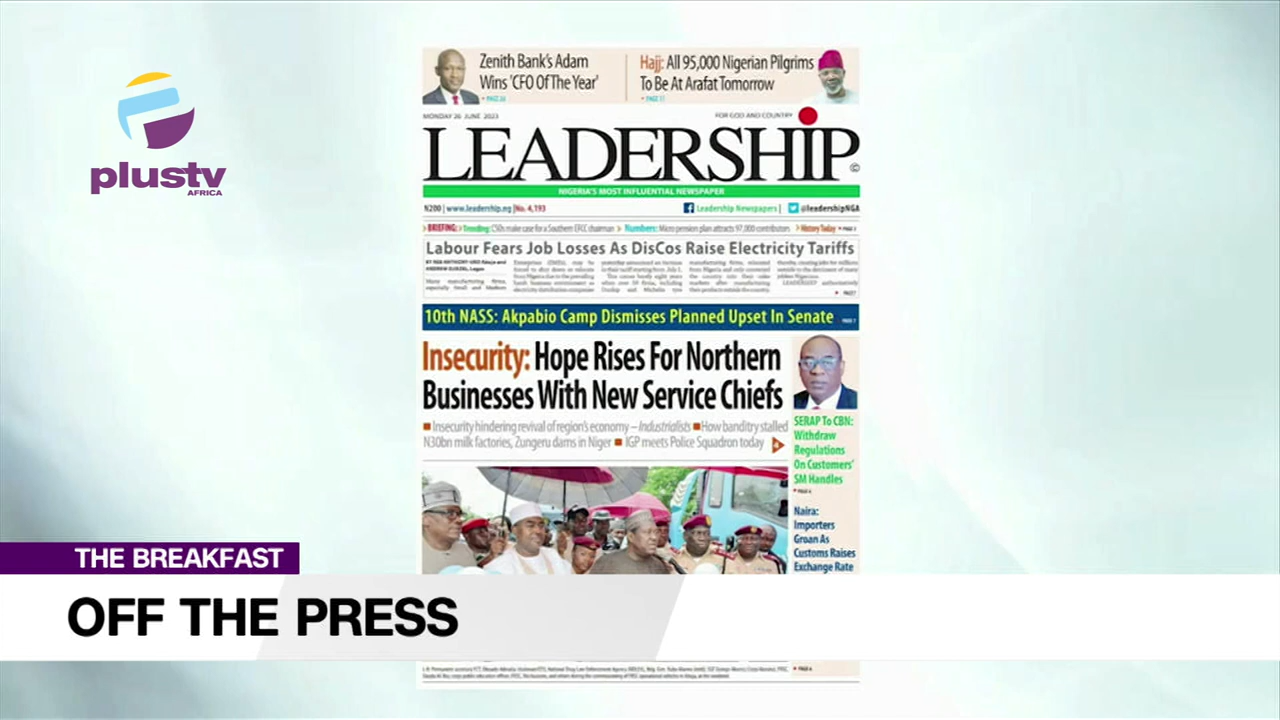 plustv
AFRICA
Zenith Bank's Adam
Wins 'CFO Of The Year'
PAGE 26
Hajj: All 95,000 Nigerian Pilgrims
To Be At Arafat Tomorrow
PAGE 11
MONDAY 26 JUNE 2023
FOR GOD AND COUNTRY
LEADERSHIP
NIGERIA'S MOST INFLUENTIAL NEWSPAPER
N200 | www.leadership.ng | No. 4,193
Leadership Newspapers |
@leadershipNGA
BRIEFING: Trending: CSOs make case for a Southern EFCC chairman
Numbers: Micro pension plan attracts 97,000 contributors
History Today
Labour Fears Job Losses As DisCos Raise Electricity Tariffs
10th NASS: Akpabio Camp Dismisses Planned Upset In Senate PAGE 7
Insecurity: Hope Rises For Northern
Businesses With New Service Chiefs
Insecurity hindering revival of region's economy – Industrialists How banditry stalled
N30bn milk factories, Zungeru dams in Niger IGP meets Police Squadron today 4
SERAP To CBN:
Withdraw
Regulations
On Customers'
SM Handles
Naira:
Importers
Groan As
Customs Raises
Exchange Rate
THE BREAKFAST
OFF THE PRESS